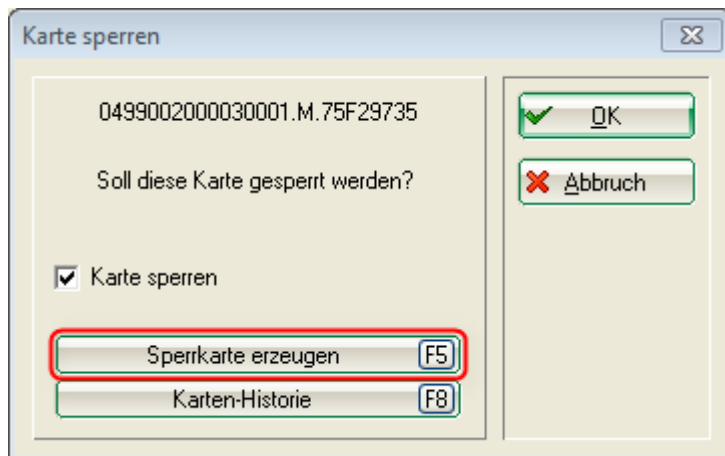 Karte sperren
0499002000030001.M.75F29735
Soll diese Karte gesperrt werden?
Karte sperren
Sperrkarte erzeugen F5
Karten-Historie F8
OK
Abbruch